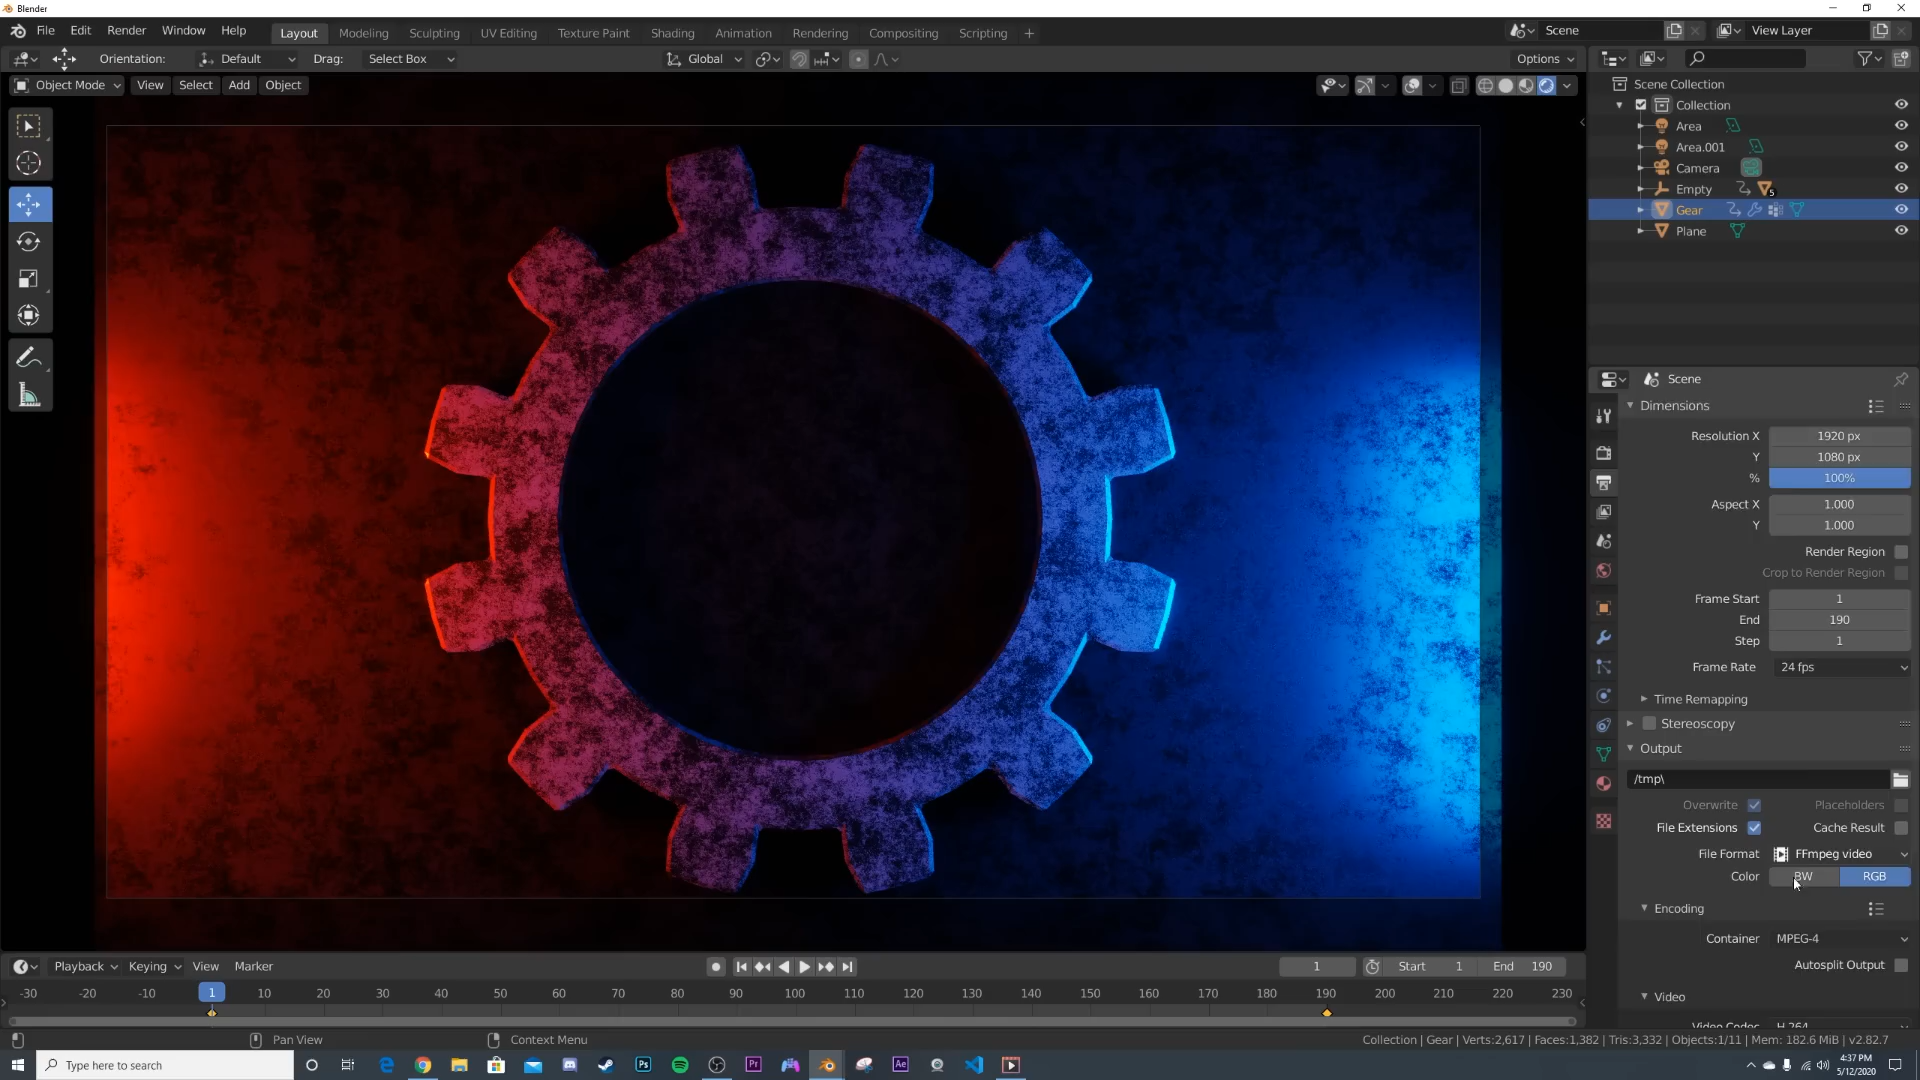 Blender
File Edit Render Window Help Layout Modeling Sculpting UV Editing Texture Paint Shading Animation Rendering Compositing Scripting + Scene View Layer
Orientation: Default Drag: Select Box Global Options
Object Mode View Select Add Object
Scene Collection
Collection
Area
Area.001
Camera
Empty 5
Gear
Plane
Scene
Dimensions
Resolution X 1920 px
Y 1080 px
% 100%
Aspect X 1.000
Y 1.000
Render Region
Crop to Render Region
Frame Start 1
End 190
Step 1
Frame Rate 24 fps
Time Remapping
Stereoscopy
Output
/tmp\
Overwrite Placeholders
File Extensions Cache Result
File Format FFmpeg video
Color BW RGB
Encoding
Container MPEG-4
Autosplit Output
Video
Video Codec H.264
Playback Keying View Marker 1 Start 1 End 190
-30 -20 -10 1 10 20 30 40 50 60 70 80 90 100 110 120 130 140 150 160 170 180 190 200 210 220 230
Pan View Context Menu Collection | Gear | Verts:2,617 | Faces:1,382 | Tris:3,332 | Objects:1/11 | Mem: 182.6 MiB | v2.82.7
Type here to search Ps Pr Ae 4:37 PM
5/12/2020